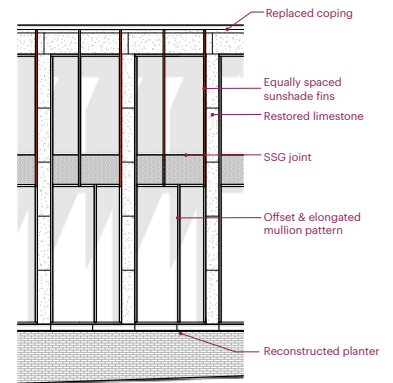 Replaced coping
Equally spaced
sunshade fins
Restored limestone
SSG joint
Offset & elongated
mullion pattern
Reconstructed planter